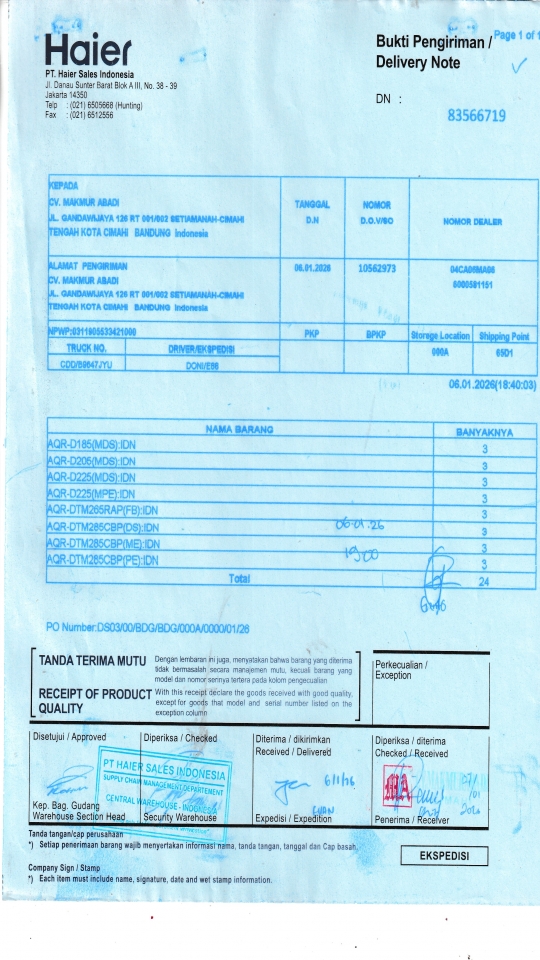 Haier
PT. Haier Sales Indonesia
Jl. Danau Sunter Barat Blok A III, No. 38 - 39
Jakarta 14350
Telp : (021) 6505668 (Hunting)
Fax : (021) 6512556
Page 1 of 1
Bukti Pengiriman /
Delivery Note
DN :
83566719
KEPADA
CV. MAKMUR ABADI
JL. GANDAWIJAYA 126 RT 001/002 SETIAMANAH-CIMAHI
TENGAH KOTA CIMAHI BANDUNG Indonesia
TANGGAL
D.N
NOMOR
D.O.V/SO
NOMOR DEALER
ALAMAT PENGIRIMAN
CV. MAKMUR ABADI
JL. GANDAWIJAYA 126 RT 001/002 SETIAMANAH-CIMAHI
TENGAH KOTA CIMAHI BANDUNG Indonesia
06.01.2026
10562973
04CA06MA08
6000581151
NPWP:0311905533421000
PKP
BPKP
Storage Location
Shipping Point
TRUCK NO.
DRIVER/EKSPEDISI
000A
65D1
CDD/B9647JYU
DONI/E56
06.01.2026(18:40:03)
NAMA BARANG BANYAKNYA
AQR-D185(MDS):IDN 3
AQR-D205(MDS):IDN 3
AQR-D225(MDS):IDN 3
AQR-D225(MPE):IDN 3
AQR-DTM265RAP(FB):IDN 3
AQR-DTM285CBP(DS):IDN 3
AQR-DTM285CBP(ME):IDN 3
AQR-DTM285CBP(PE):IDN 3
Total 24
06.01.26
1900
PO Number:DS03/00/BDG/BDG/000A/0000/01/26
TANDA TERIMA MUTU
Dengan lembaran ini juga, menyatakan bahwa barang yang diterima
tidak bermasalah secara manajemen mutu, kecuali barang yang
model dan nomor serinya tertera pada kolom pengecualian
RECEIPT OF PRODUCT
QUALITY
With this receipt declare the goods received with good quality,
except for goods that model and serial number listed on the
exception column
Perkecualian /
Exception
Disetujui / Approved
Diperiksa / Checked
Diterima / dikirimkan
Received / Delivered
Diperiksa / diterima
Checked / Received
PT HAIER SALES INDONESIA
SUPPLY CHAIN MANAGEMENT DEPARTEMENT
CENTRAL WAREHOUSE - INDONESIA
6/1/26
MA
Kep. Bag. Gudang
Warehouse Section Head
Security Warehouse
Expedisi / Expedition
Penerima / Receiver
Tanda tangan/cap perusahaan
*) Setiap penerimaan barang wajib menyertakan informasi nama, tanda tangan, tanggal dan Cap basah.
EKSPEDISI
Company Sign / Stamp
*) Each item must include name, signature, date and wet stamp information.